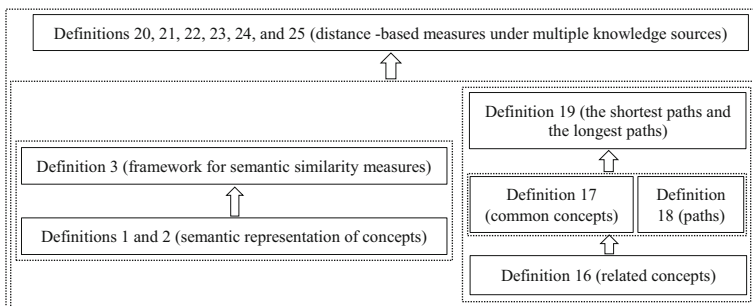 Definitions 20, 21, 22, 23, 24, and 25 (distance -based measures under multiple knowledge sources)
Definition 19 (the shortest paths and
the longest paths)
Definition 3 (framework for semantic similarity measures)
Definition 17
(common concepts)
Definition
18 (paths)
Definitions 1 and 2 (semantic representation of concepts)
Definition 16 (related concepts)